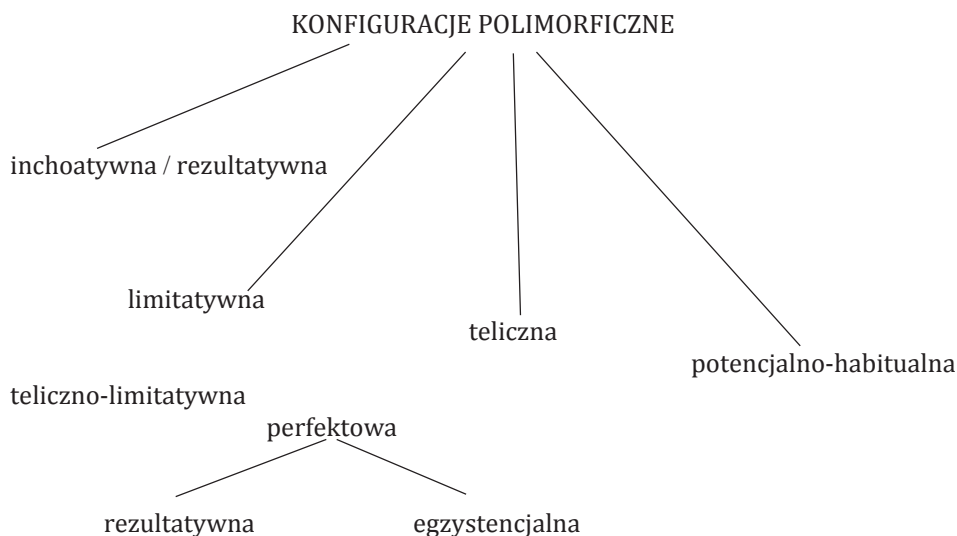 KONFIGURACJE POLIMORFICZNE
inchoatywna / rezultatywna
limitatywna
teliczna
potencjalno-habitualna
teliczno-limitatywna
perfektowa
rezultatywna
egzystencjalna